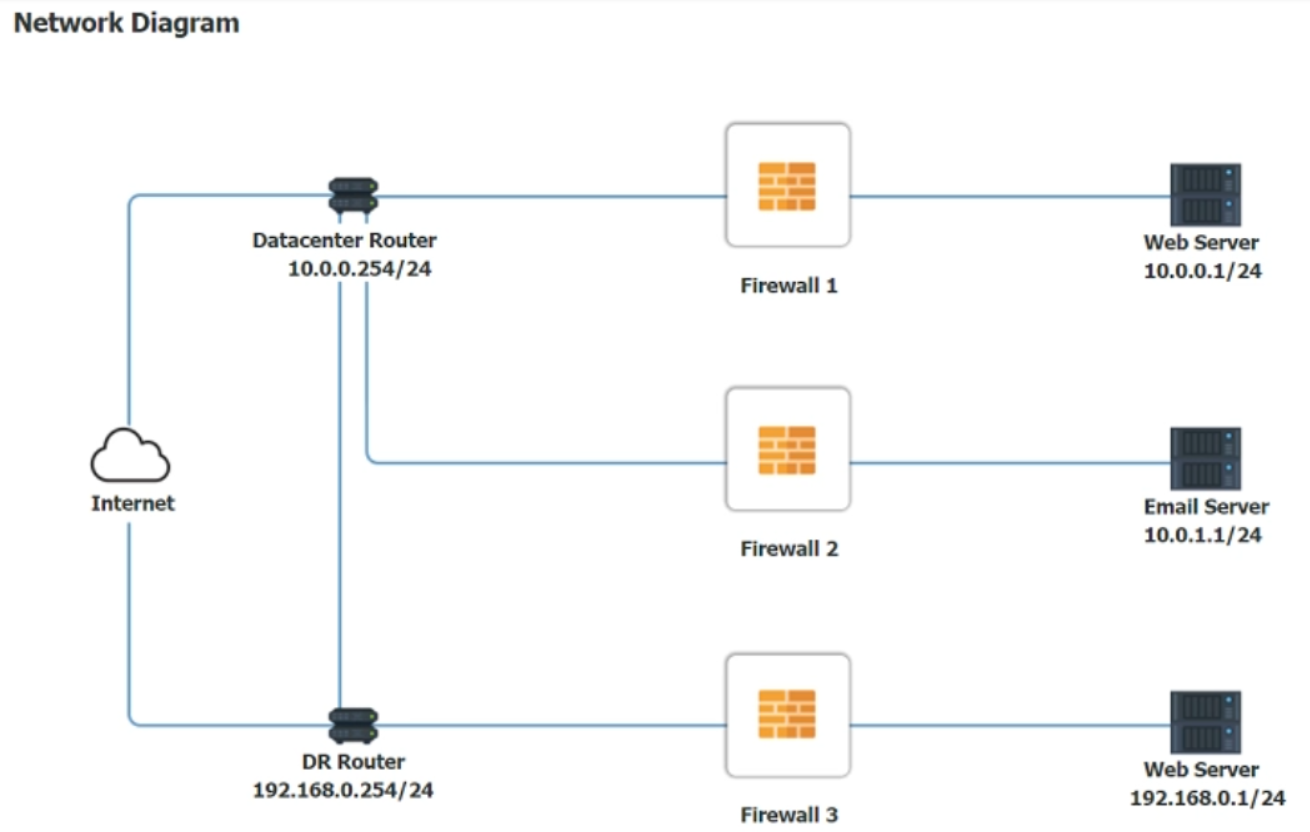 Network Diagram
Datacenter Router
10.0.0.254/24
Firewall 1
Web Server
10.0.0.1/24
Internet
Firewall 2
Email Server
10.0.1.1/24
DR Router
192.168.0.254/24
Firewall 3
Web Server
192.168.0.1/24